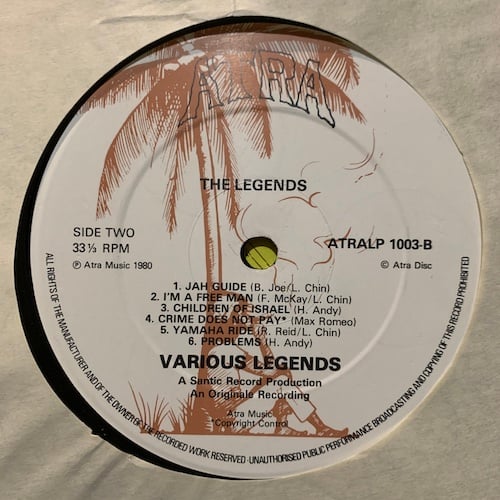 ATRA
THE LEGENDS
SIDE TWO
33⅓ RPM
ATRALP 1003-B
℗ Atra Music 1980
© Atra Disc
1. JAH GUIDE (B. Joe/L. Chin)
2. I'M A FREE MAN (F. McKay/L. Chin)
3. CHILDREN OF ISRAEL (H. Andy)
4. CRIME DOES NOT PAY* (Max Romeo)
5. YAMAHA RIDE (R. Reid/L. Chin)
6. PROBLEMS (H. Andy)
VARIOUS LEGENDS
A Santic Record Production
An Originale Recording
Atra Music
*Copyright Control
ALL RIGHTS OF THE MANUFACTURER AND OF THE OWNER OF THE RECORDED WORK RESERVED · UNAUTHORISED PUBLIC PERFORMANCE BROADCASTING AND COPYING OF THIS RECORD PROHIBITED